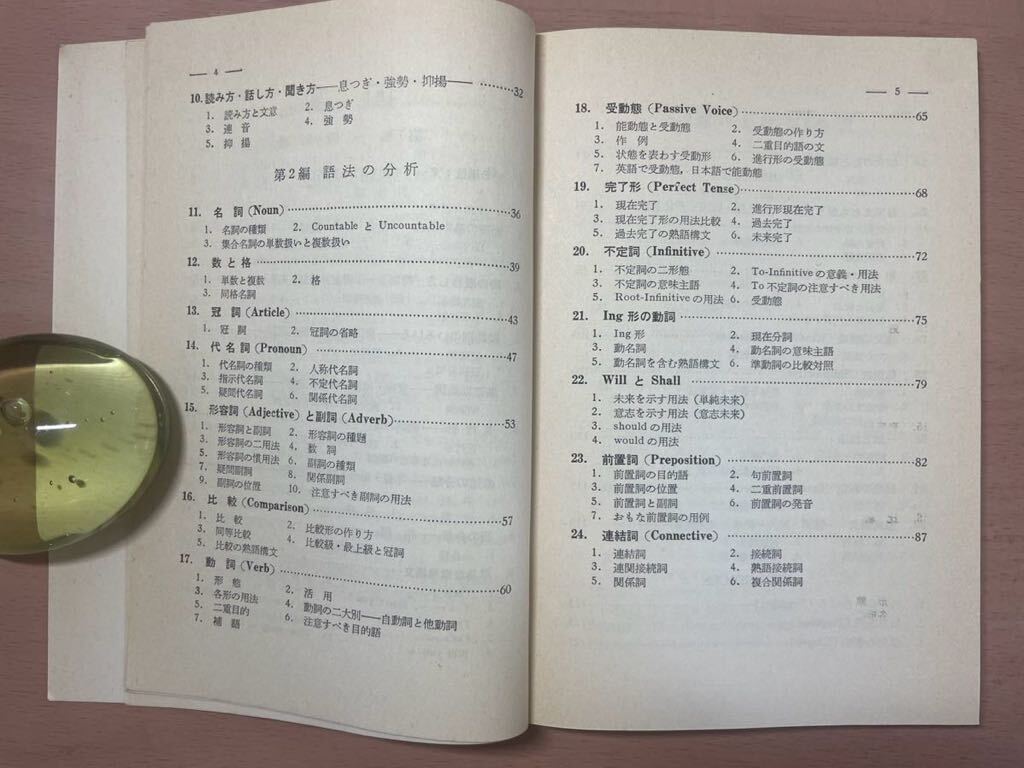 — 4 —
10. 読み方・話し方・聞き方——息つぎ・強勢・抑揚—— ………32
1. 読み方と文意 2. 息つぎ
3. 連音 4. 強勢
5. 抑揚
第2編 語法の分析
11. 名詞 (Noun)………36
1. 名詞の種類 2. Countable と Uncountable
3. 集合名詞の単数扱いと複数扱い
12. 数と格………39
1. 単数と複数 2. 格
3. 同格名詞
13. 冠詞 (Article)………43
1. 冠詞 2. 冠詞の省略
14. 代名詞 (Pronoun)………47
1. 代名詞の種類 2. 人称代名詞
3. 指示代名詞 4. 不定代名詞
5. 疑問代名詞 6. 関係代名詞
15. 形容詞 (Adjective) と副詞 (Adverb)………53
1. 形容詞と副詞 2. 形容詞の種題
3. 形容詞の二用法 4. 数詞
5. 形容詞の慣用法 6. 副詞の種類
7. 疑問副詞 8. 関係副詞
9. 副詞の位置 10. 注意すべき副詞の用法
16. 比較 (Comparison)………57
1. 比較 2. 比較形の作り方
3. 同等比較 4. 比較級・最上級と冠詞
5. 比較の熟語構文
17. 動詞 (Verb)………60
1. 形態 2. 活用
3. 各形の用法 4. 動詞の二大別——自動詞と他動詞
5. 二重目的 6. 注意すべき目的語
7. 補語
— 5 —
18. 受動態 (Passive Voice)………65
1. 能動態と受動態 2. 受動態の作り方
3. 作例 4. 二重目的語の文
5. 状態を表わす受動形 6. 進行形の受動態
7. 英語で受動態，日本語で能動態
19. 完了形 (Perfect Tense)………68
1. 現在完了 2. 進行形現在完了
3. 現在完了形の用法比較 4. 過去完了
5. 過去完了の熟語構文 6. 未来完了
20. 不定詞 (Infinitive)………72
1. 不定詞の二形態 2. To-Infinitive の意義・用法
3. 不定詞の意味主語 4. To 不定詞の注意すべき用法
5. Root-Infinitive の用法 6. 受動態
21. Ing 形の動詞………75
1. Ing 形 2. 現在分詞
3. 動名詞 4. 動名詞の意味主語
5. 動名詞を含む熟語構文 6. 準動詞の比較対照
22. Will と Shall………79
1. 未来を示す用法（単純未来）
2. 意志を示す用法（意志未来）
3. should の用法
4. would の用法
23. 前置詞 (Preposition)………82
1. 前置詞の目的語 2. 句前置詞
3. 前置詞の位置 4. 二重前置詞
5. 前置詞と副詞 6. 前置詞の発音
7. おもな前置詞の用例
24. 連結詞 (Connective)………87
1. 連結詞 2. 接続詞
3. 連関接続詞 4. 熟語接続詞
5. 関係詞 6. 複合関係詞